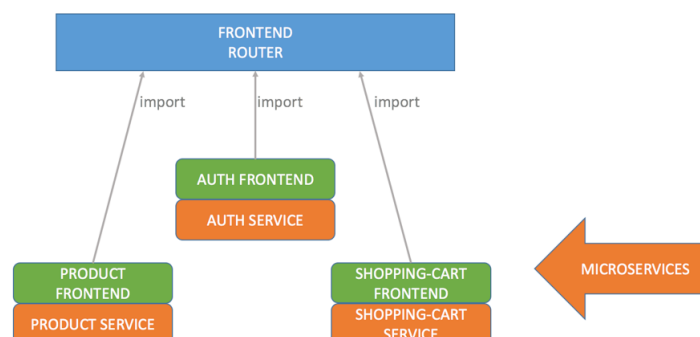 FRONTEND
ROUTER
import
import
import
AUTH FRONTEND
AUTH SERVICE
PRODUCT
FRONTEND
PRODUCT SERVICE
SHOPPING-CART
FRONTEND
SHOPPING-CART
SERVICE
MICROSERVICES